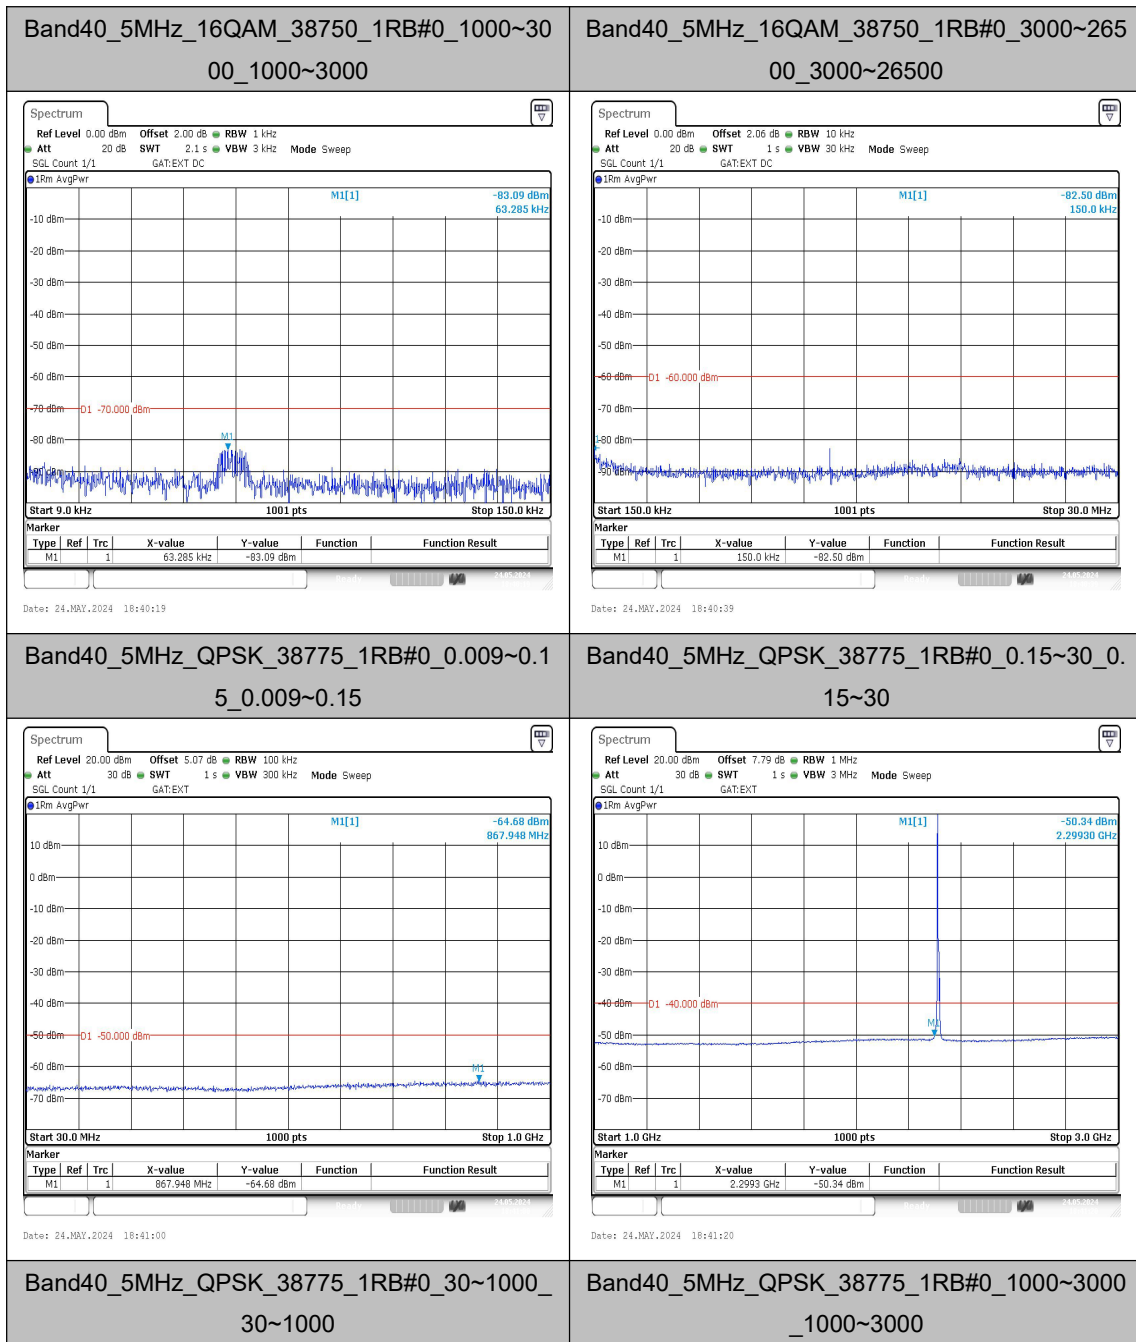 Band40_5MHz_16QAM_38750_1RB#0_1000~30
00_1000~3000
Band40_5MHz_16QAM_38750_1RB#0_3000~265
00_3000~26500
Spectrum
Ref Level 0.00 dBm Offset 2.00 dB RBW 1 kHz
Att 20 dB SWT 2.1 s VBW 3 kHz Mode Sweep
SGL Count 1/1 GAT:EXT DC
1Rm AvgPwr
M1[1] -83.09 dBm
63.285 kHz
-10 dBm
-20 dBm
-30 dBm
-40 dBm
-50 dBm
-60 dBm
-70 dBm D1 -70.000 dBm
-80 dBm
M1
-90 dBm
Start 9.0 kHz 1001 pts Stop 150.0 kHz
Marker
Type Ref Trc X-value Y-value Function Function Result
M1 1 63.285 kHz -83.09 dBm
Ready 24.05.2024
Date: 24.MAY.2024 18:40:19
Spectrum
Ref Level 0.00 dBm Offset 2.06 dB RBW 10 kHz
Att 20 dB SWT 1 s VBW 30 kHz Mode Sweep
SGL Count 1/1 GAT:EXT DC
1Rm AvgPwr
M1[1] -82.50 dBm
150.0 kHz
-10 dBm
-20 dBm
-30 dBm
-40 dBm
-50 dBm
-60 dBm D1 -60.000 dBm
-70 dBm
-80 dBm
-90 dBm
Start 150.0 kHz 1001 pts Stop 30.0 MHz
Marker
Type Ref Trc X-value Y-value Function Function Result
M1 1 150.0 kHz -82.50 dBm
Ready 24.05.2024
Date: 24.MAY.2024 18:40:39
Band40_5MHz_QPSK_38775_1RB#0_0.009~0.1
5_0.009~0.15
Band40_5MHz_QPSK_38775_1RB#0_0.15~30_0.
15~30
Spectrum
Ref Level 20.00 dBm Offset 5.07 dB RBW 100 kHz
Att 30 dB SWT 1 s VBW 300 kHz Mode Sweep
SGL Count 1/1 GAT:EXT
1Rm AvgPwr
M1[1] -64.68 dBm
867.948 MHz
10 dBm
0 dBm
-10 dBm
-20 dBm
-30 dBm
-40 dBm
-50 dBm D1 -50.000 dBm
-60 dBm
M1
-70 dBm
Start 30.0 MHz 1000 pts Stop 1.0 GHz
Marker
Type Ref Trc X-value Y-value Function Function Result
M1 1 867.948 MHz -64.68 dBm
Ready 24.05.2024
Date: 24.MAY.2024 18:41:00
Spectrum
Ref Level 20.00 dBm Offset 7.79 dB RBW 1 MHz
Att 30 dB SWT 1 s VBW 3 MHz Mode Sweep
SGL Count 1/1 GAT:EXT
1Rm AvgPwr
M1[1] -50.34 dBm
2.29930 GHz
10 dBm
0 dBm
-10 dBm
-20 dBm
-30 dBm
-40 dBm D1 -40.000 dBm
M1
-50 dBm
-60 dBm
-70 dBm
Start 1.0 GHz 1000 pts Stop 3.0 GHz
Marker
Type Ref Trc X-value Y-value Function Function Result
M1 1 2.2993 GHz -50.34 dBm
Ready 24.05.2024
Date: 24.MAY.2024 18:41:20
Band40_5MHz_QPSK_38775_1RB#0_30~1000_
30~1000
Band40_5MHz_QPSK_38775_1RB#0_1000~3000
_1000~3000